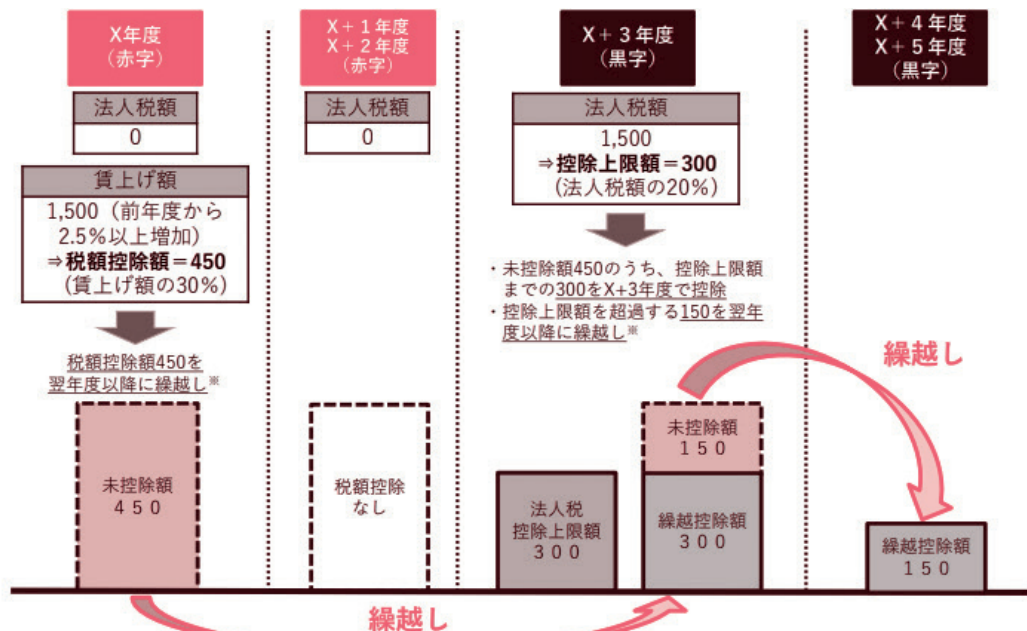 X年度
（赤字）
法人税額
0
賃上げ額
1,500（前年度から
2.5%以上増加）
⇒税額控除額＝450
（賃上げ額の30%）
税額控除額450を
翌年度以降に繰越し※
未控除額
４５０
X＋１年度
X＋２年度
（赤字）
法人税額
0
税額控除
なし
X＋３年度
（黒字）
法人税額
1,500
⇒控除上限額＝300
（法人税額の20%）
・未控除額450のうち、控除上限額
までの300をX+3年度で控除
・控除上限額を超過する150を翌年
度以降に繰越し※
法人税
控除上限額
３００
未控除額
１５０
繰越控除額
３００
X＋４年度
X＋５年度
（黒字）
繰越し
繰越控除額
１５０
繰越し